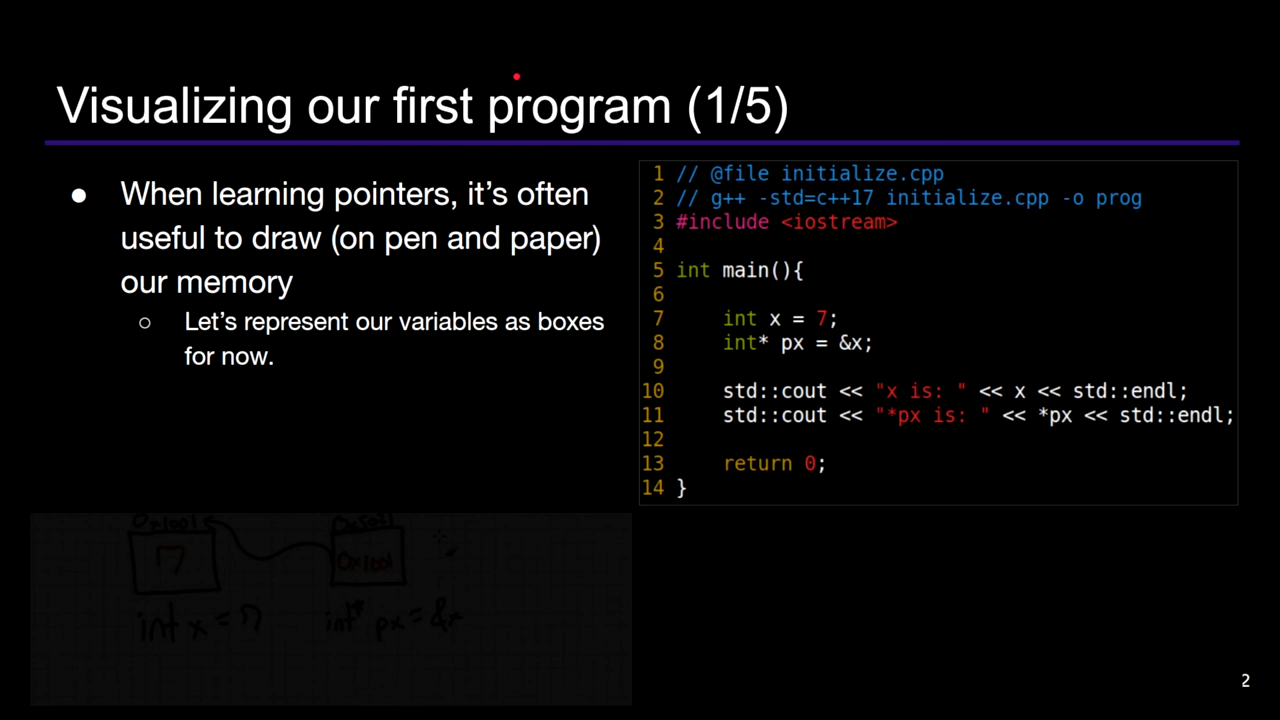 Visualizing our first program (1/5)
● When learning pointers, it’s often
useful to draw (on pen and paper)
our memory
○ Let’s represent our variables as boxes
for now.
1 // @file initialize.cpp
2 // g++ -std=c++17 initialize.cpp -o prog
3 #include <iostream>
4
5 int main(){
6
7 int x = 7;
8 int* px = &x;
9
10 std::cout << "x is: " << x << std::endl;
11 std::cout << "*px is: " << *px << std::endl;
12
13 return 0;
14 }
0x1001
7 0x1001
int x = 7 int* px = &x
2